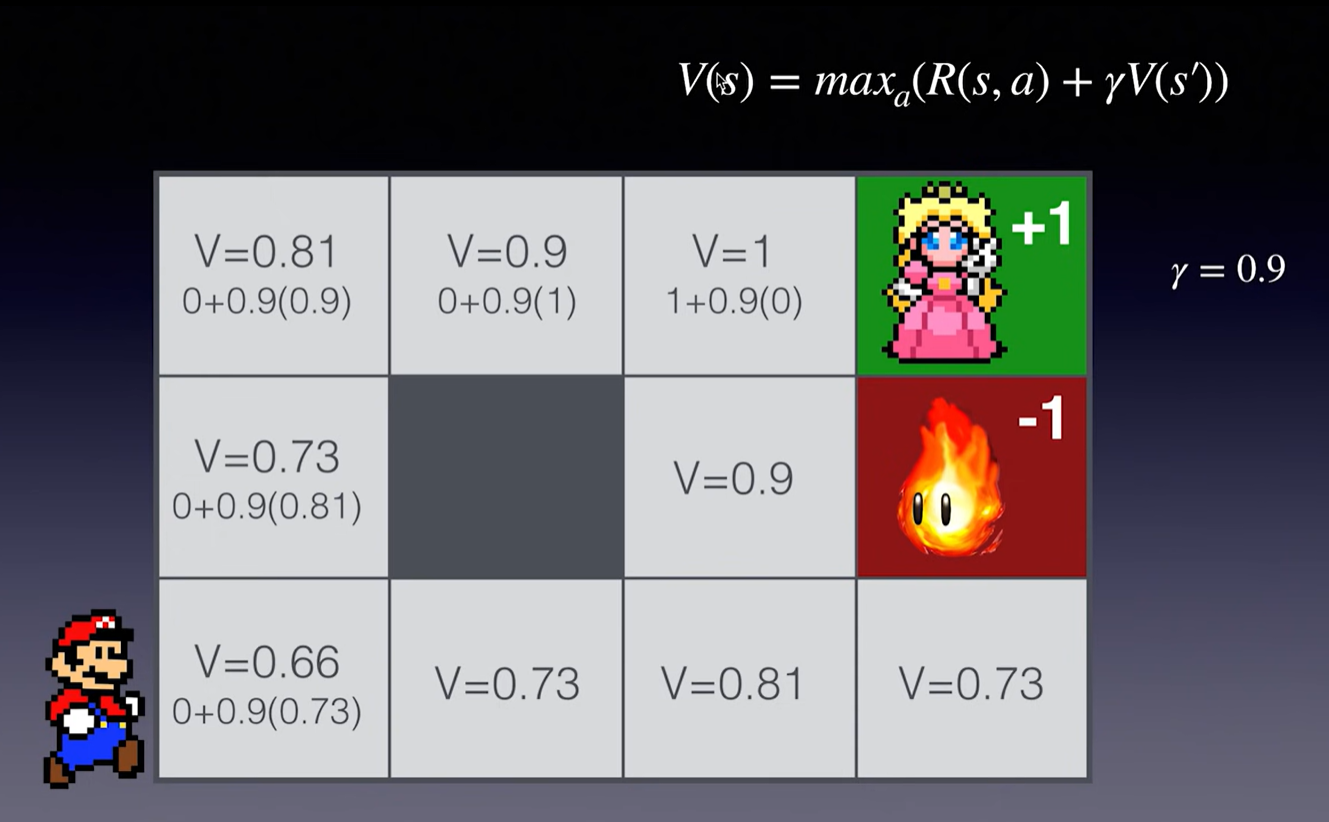 V(s) = maxₐ(R(s, a) + γV(s′))
V=0.81
0+0.9(0.9)
V=0.9
0+0.9(1)
V=1
1+0.9(0)
+1
γ = 0.9
V=0.73
0+0.9(0.81)
V=0.9
-1
V=0.66
0+0.9(0.73)
V=0.73
V=0.81
V=0.73